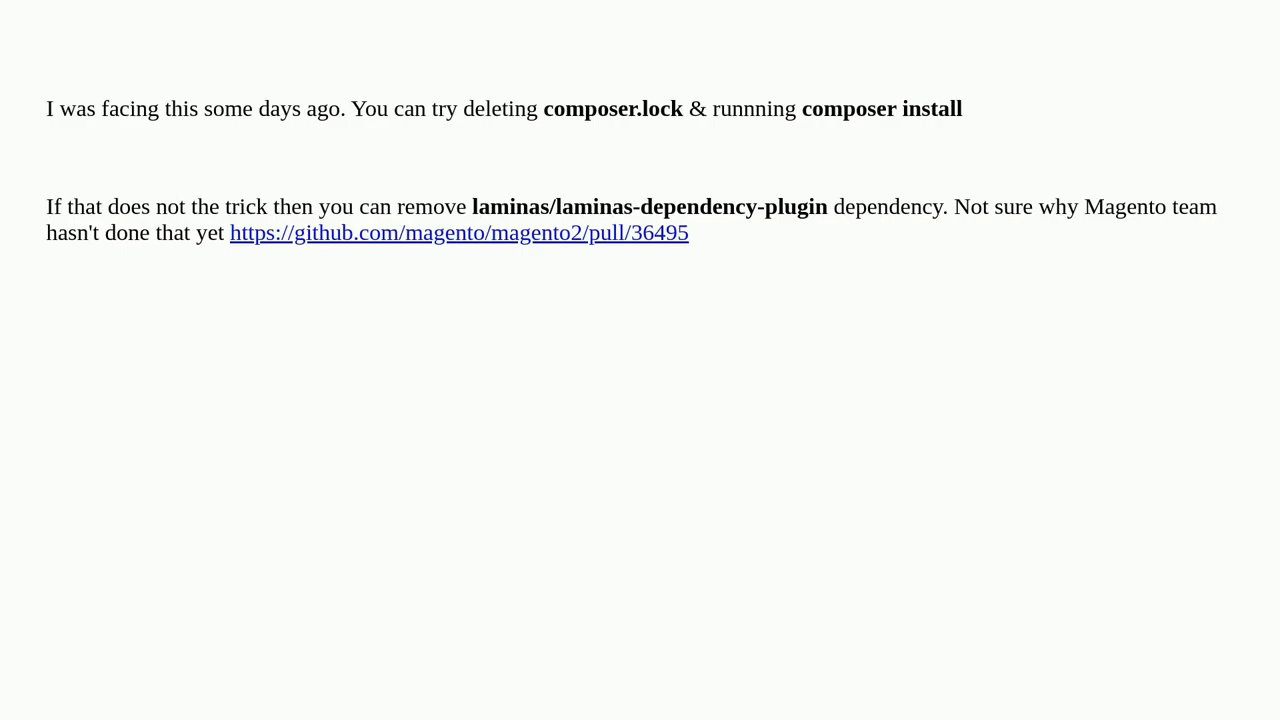 I was facing this some days ago. You can try deleting composer.lock & runnning composer install
If that does not the trick then you can remove laminas/laminas-dependency-plugin dependency. Not sure why Magento team
hasn't done that yet https://github.com/magento/magento2/pull/36495